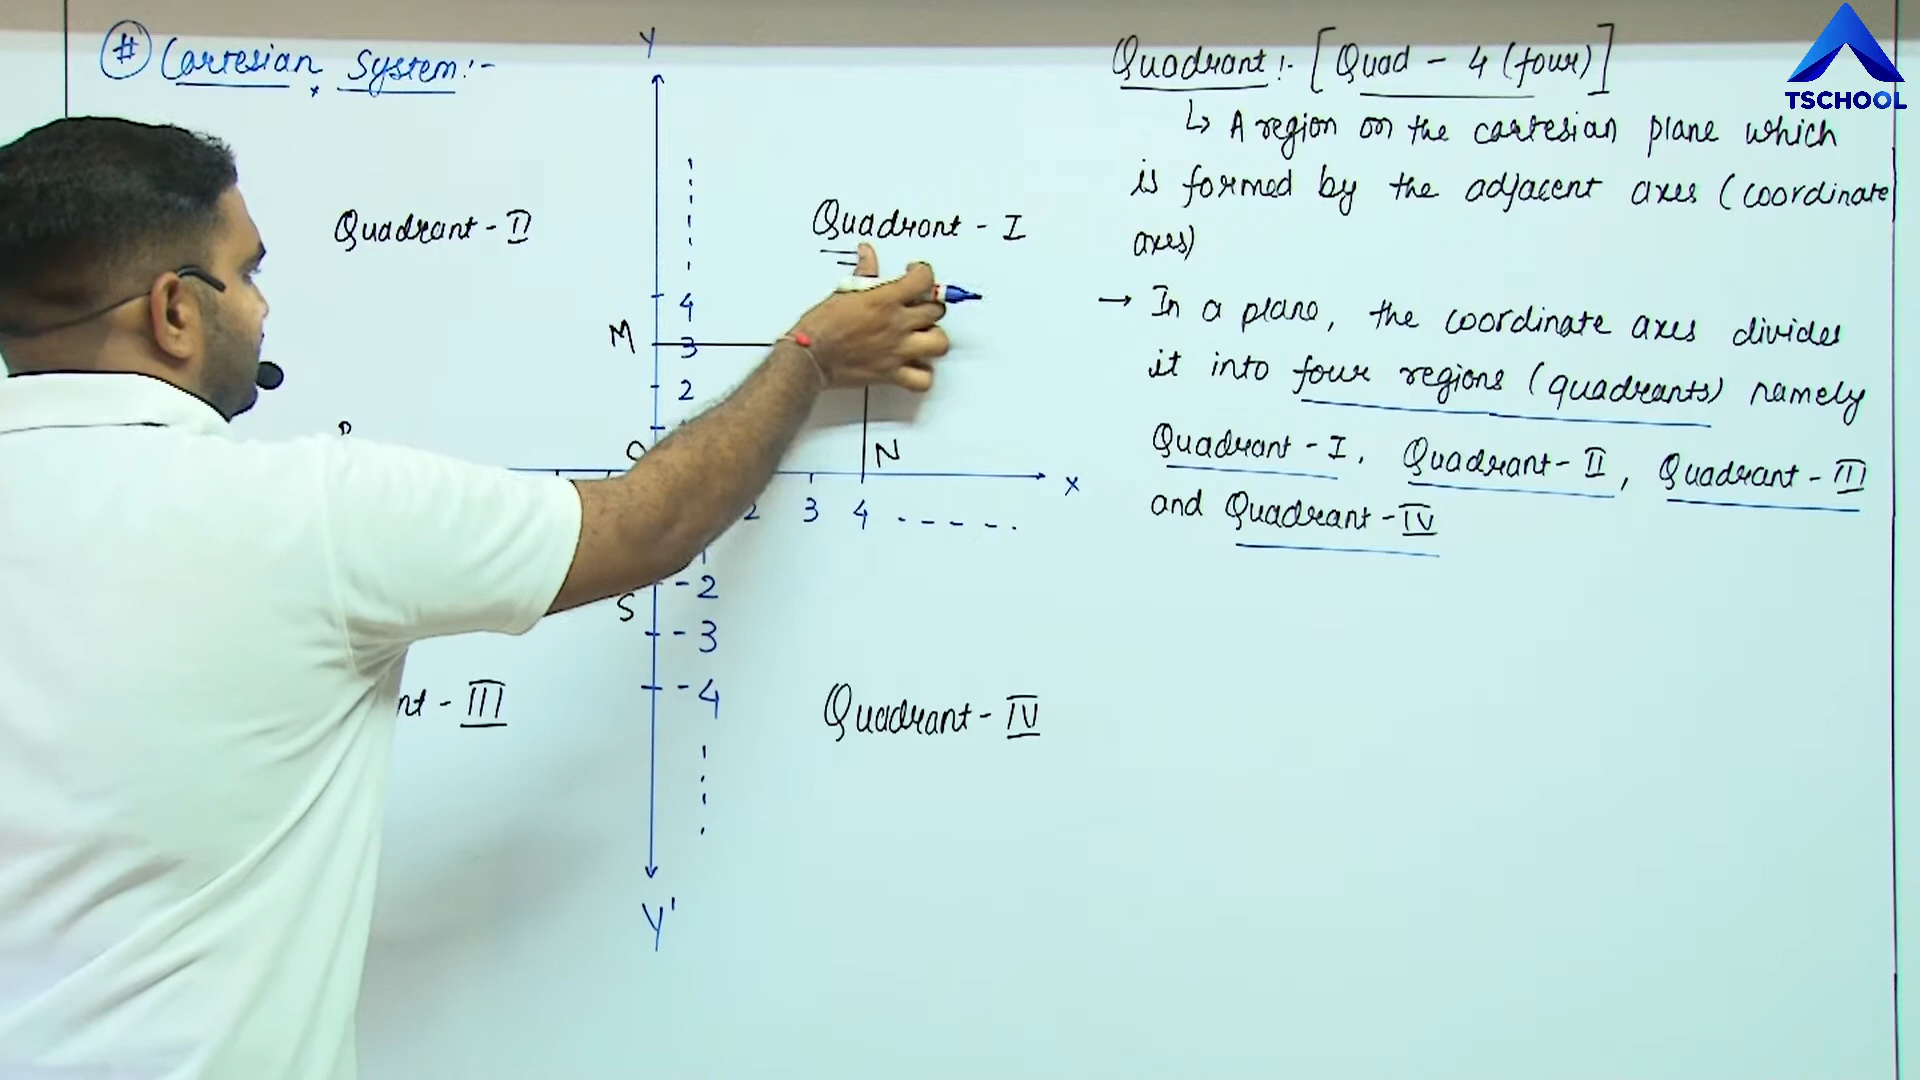 # Cartesian System:-
Y
Quadrant - II
Quadrant - I
4
M
3
2
O
N
x
2 3 4
-2
S
-3
-4
nt - III
Quadrant - IV
Y'
Quadrant :- [Quad - 4 (four)]
↳ A region on the cartesian plane which
is formed by the adjacent axes (coordinate
axes)
→ In a plane, the coordinate axes divides
it into four regions (quadrants) namely
Quadrant - I, Quadrant - II, Quadrant - III
and Quadrant - IV
TSCHOOL